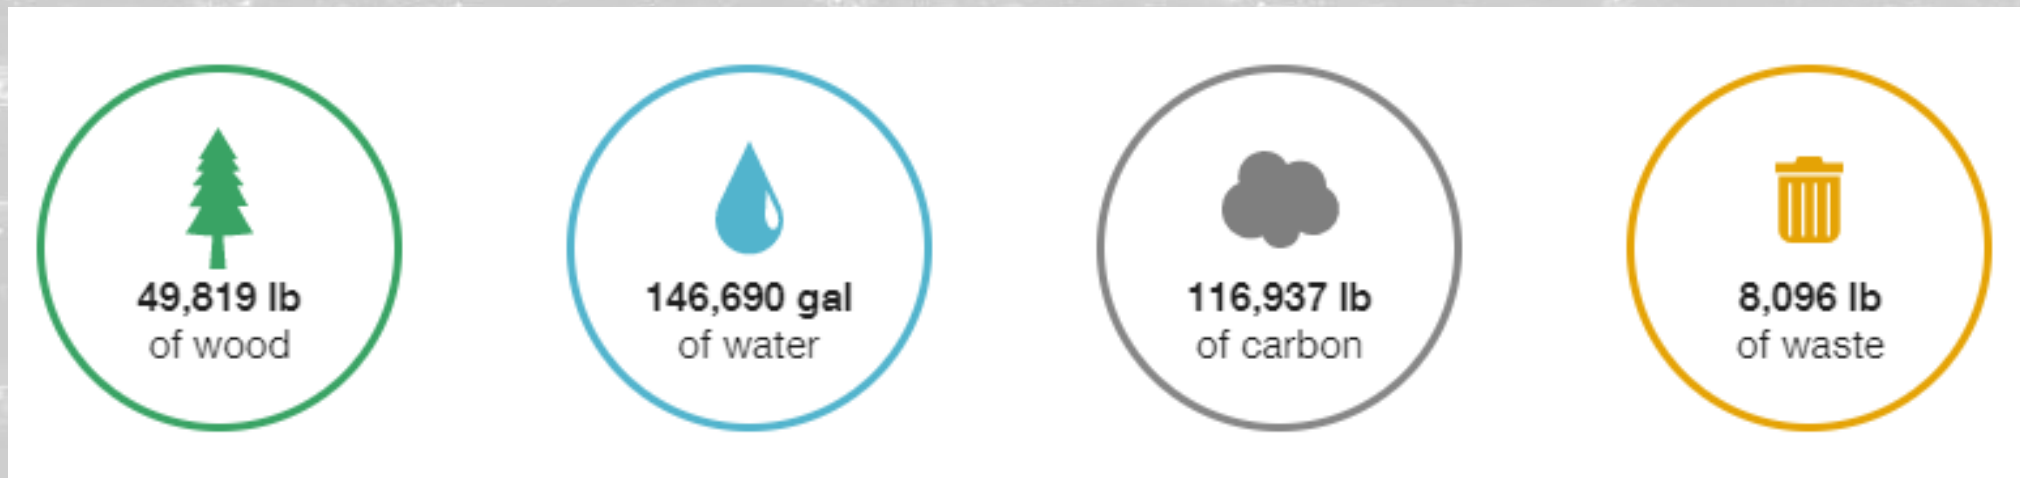 49,819 lb
of wood
146,690 gal
of water
116,937 lb
of carbon
8,096 lb
of waste